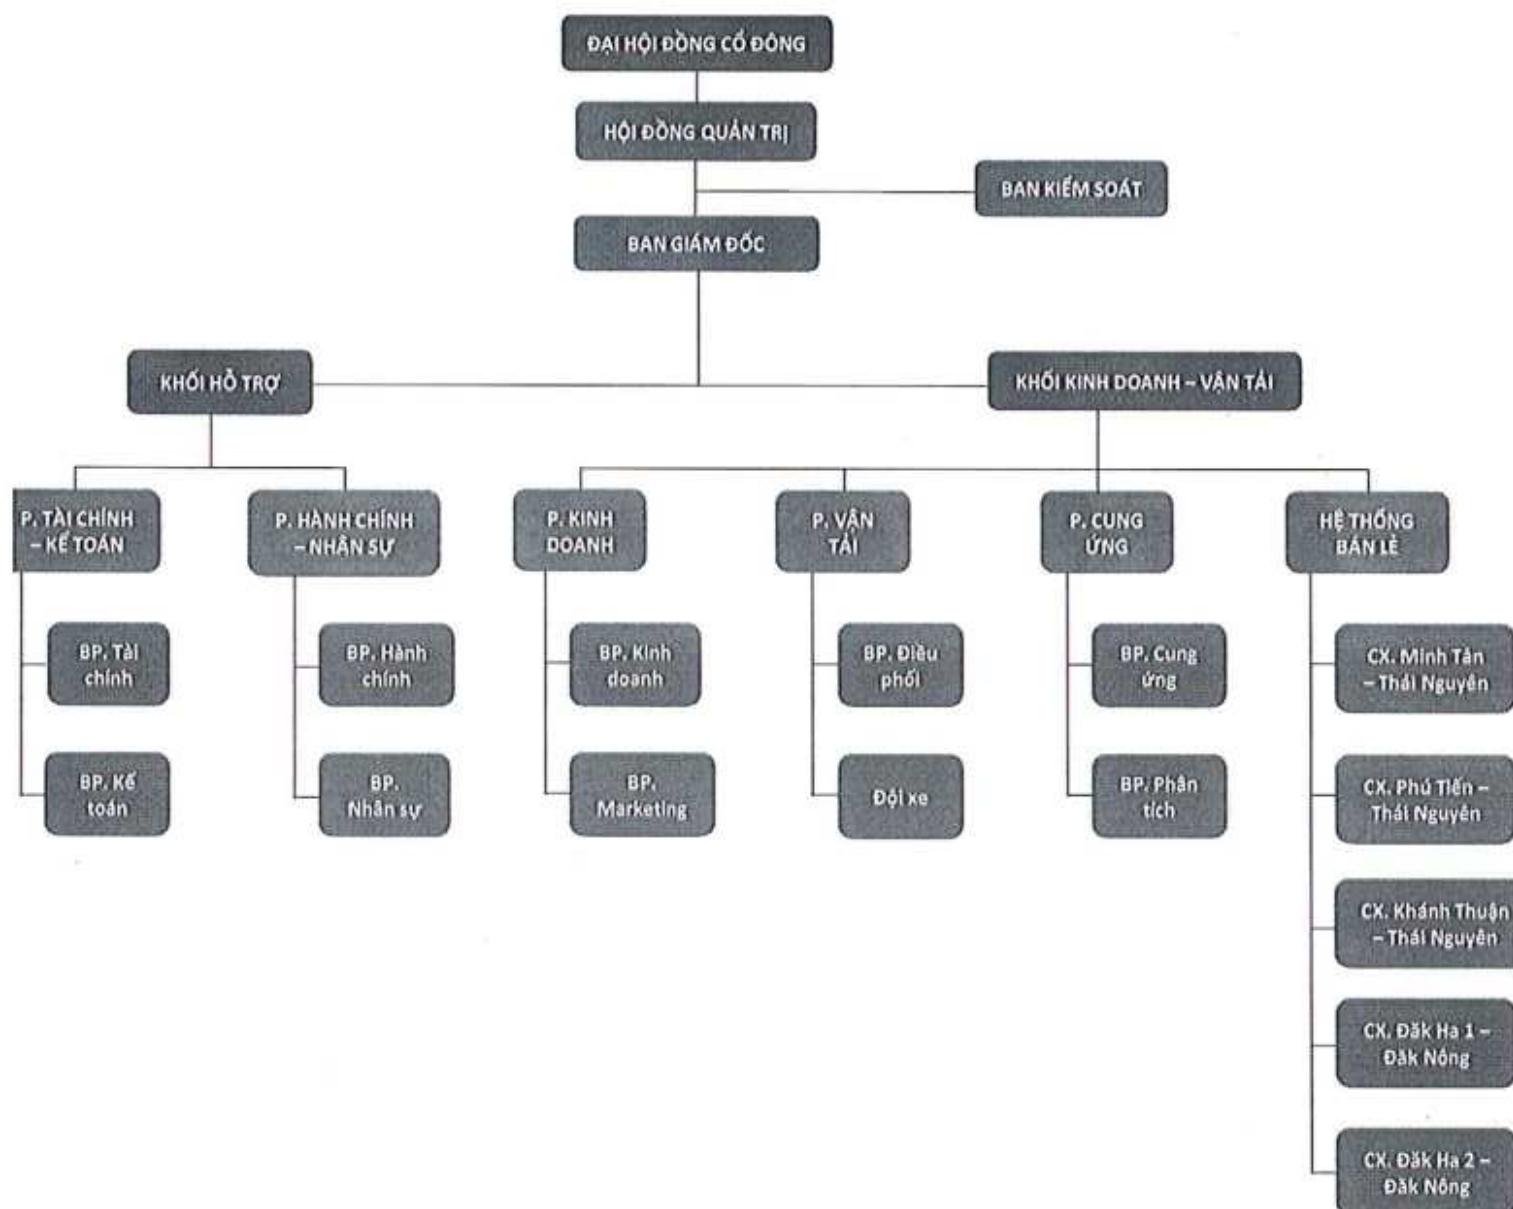 ĐẠI HỘI ĐỒNG CỔ ĐÔNG
HỘI ĐỒNG QUẢN TRỊ
BAN KIỂM SOÁT
BAN GIÁM ĐỐC
KHỐI HỖ TRỢ
KHỐI KINH DOANH – VẬN TẢI
P. TÀI CHÍNH
– KẾ TOÁN
P. HÀNH CHÍNH
– NHÂN SỰ
P. KINH
DOANH
P. VẬN
TẢI
P. CUNG
ỨNG
HỆ THỐNG
BÁN LẺ
BP. Tài
chính
BP. Hành
chính
BP. Kinh
doanh
BP. Điều
phối
BP. Cung
ứng
CX. Minh Tân
– Thái Nguyên
BP. Kế
toán
BP.
Nhân sự
BP.
Marketing
Đội xe
BP. Phân
tích
CX. Phú Tiến –
Thái Nguyên
CX. Khánh Thuận
– Thái Nguyên
CX. Đăk Ha 1 –
Đăk Nông
CX. Đăk Ha 2 –
Đăk Nông